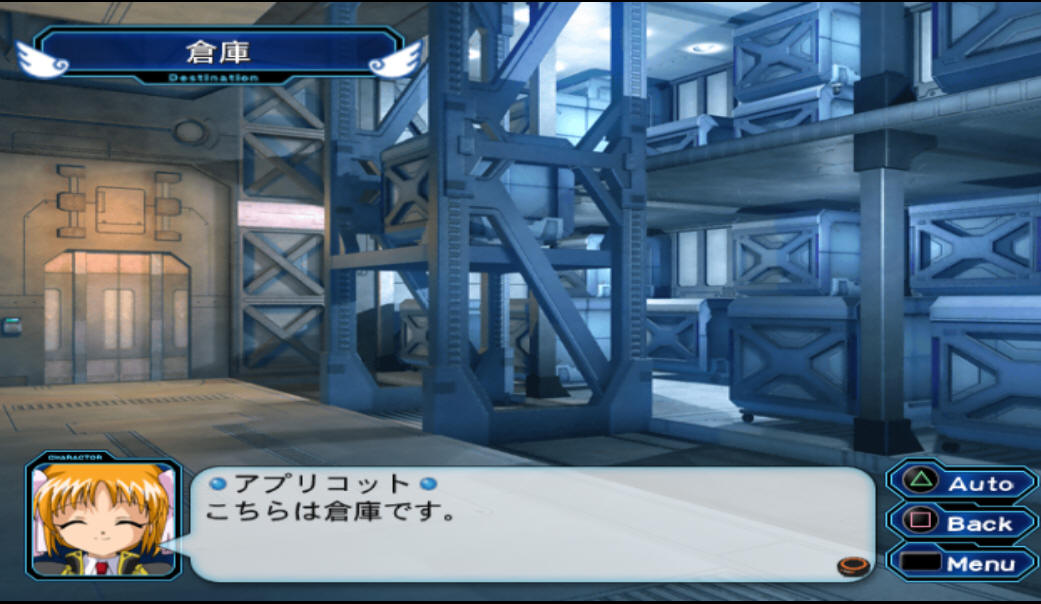 倉庫
Destination
CHARACTOR
アプリコット
こちらは倉庫です。
Auto
Back
Menu